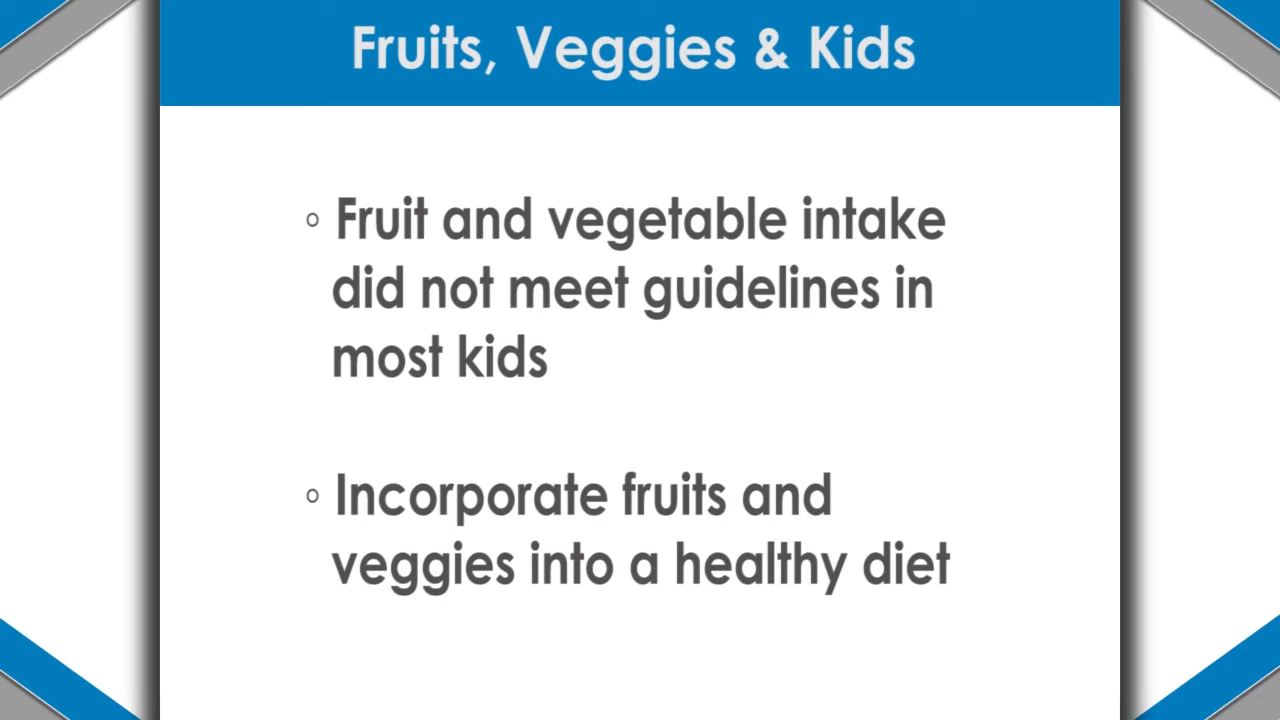 Fruits, Veggies & Kids
◦ Fruit and vegetable intake
did not meet guidelines in
most kids
◦ Incorporate fruits and
veggies into a healthy diet